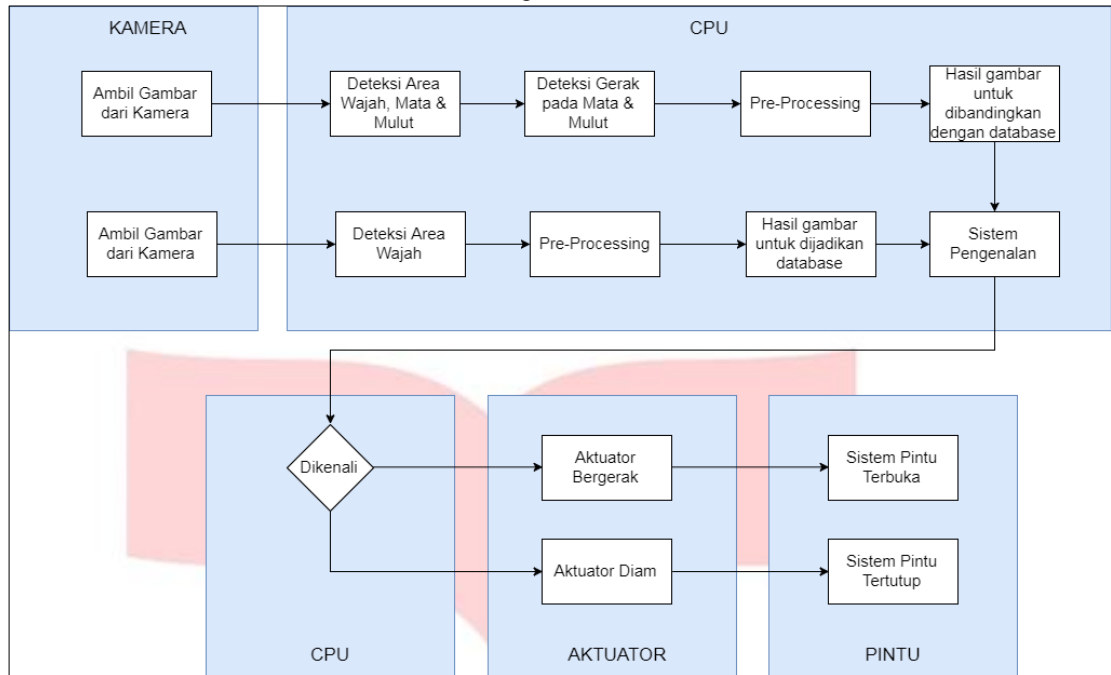 KAMERA
CPU
Ambil Gambar
dari Kamera
Deteksi Area
Wajah, Mata &
Mulut
Deteksi Gerak
pada Mata &
Mulut
Pre-Processing
Hasil gambar
untuk
dibandingkan
dengan database
Ambil Gambar
dari Kamera
Deteksi Area
Wajah
Pre-Processing
Hasil gambar
untuk dijadikan
database
Sistem
Pengenalan
Dikenali
Aktuator
Bergerak
Sistem Pintu
Terbuka
Aktuator Diam
Sistem Pintu
Tertutup
CPU
AKTUATOR
PINTU